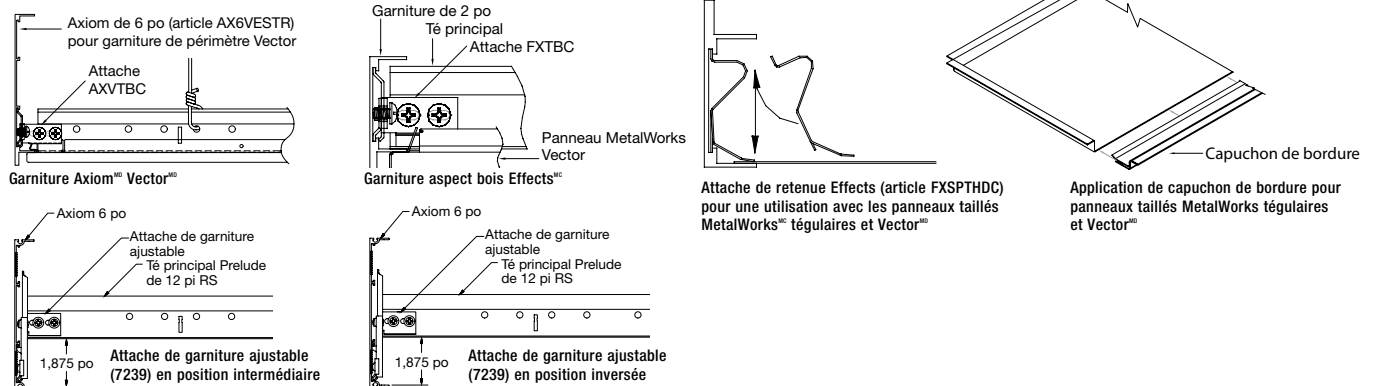 Axiom de 6 po (article AX6VESTR)
pour garniture de périmètre Vector
Attache
AXVTBC
Garniture Axiom MD Vector MD
Garniture de 2 po
Té principal
Attache FXTBC
Panneau MetalWorks
Vector
Garniture aspect bois Effects MC
Attache de retenue Effects (article FXSPTHDC)
pour une utilisation avec les panneaux taillés
MetalWorks MC tégulaires et Vector MD
Capuchon de bordure
Application de capuchon de bordure pour
panneaux taillés MetalWorks tégulaires
et Vector MD
Axiom 6 po
Attache de garniture
ajustable
Té principal Prelude
de 12 pi RS
1,875 po
Attache de garniture ajustable
(7239) en position intermédiaire
Axiom 6 po
Attache de garniture
ajustable
Té principal Prelude
de 12 pi RS
1,875 po
Attache de garniture ajustable
(7239) en position inversée